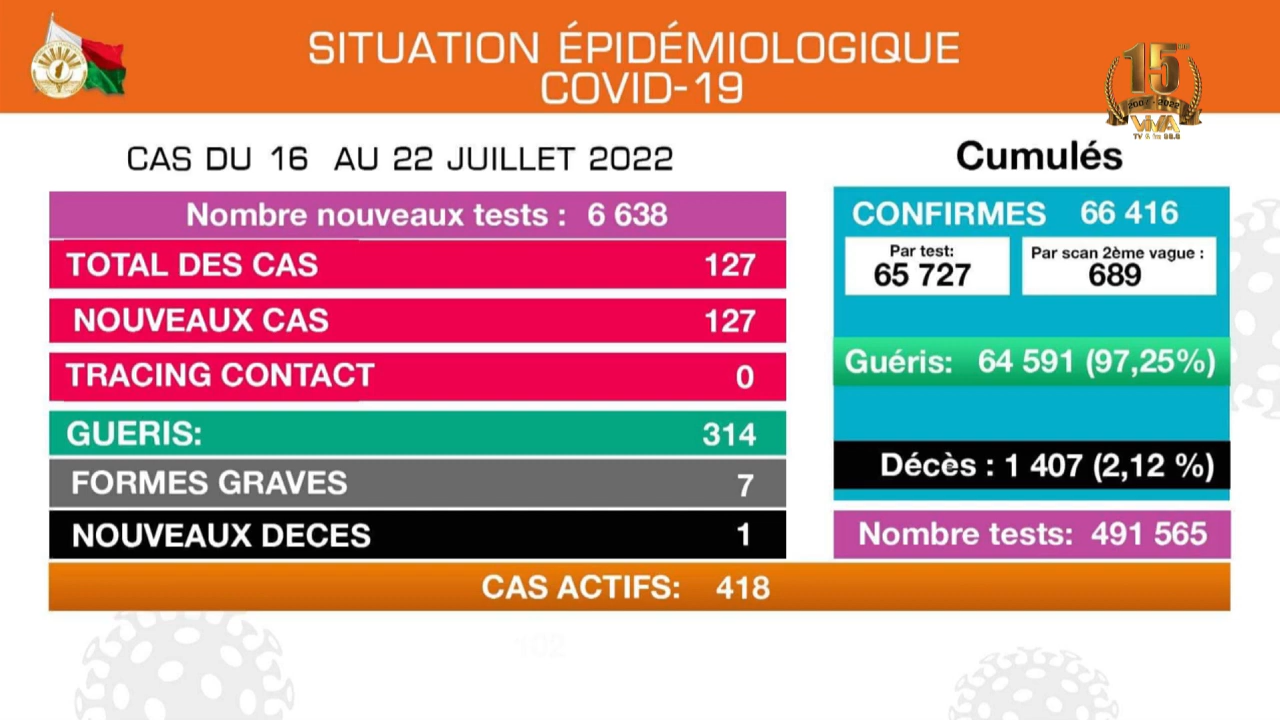 SITUATION ÉPIDÉMIOLOGIQUE
COVID-19
15
2007 - 2022
VIVA
CAS DU 16 AU 22 JUILLET 2022
Nombre nouveaux tests : 6 638
TOTAL DES CAS 127
NOUVEAUX CAS 127
TRACING CONTACT 0
GUERIS: 314
FORMES GRAVES 7
NOUVEAUX DECES 1
Cumulés
CONFIRMES 66 416
Par test:
65 727
Par scan 2ème vague :
689
Guéris: 64 591 (97,25%)
Décès : 1 407 (2,12 %)
Nombre tests: 491 565
CAS ACTIFS: 418